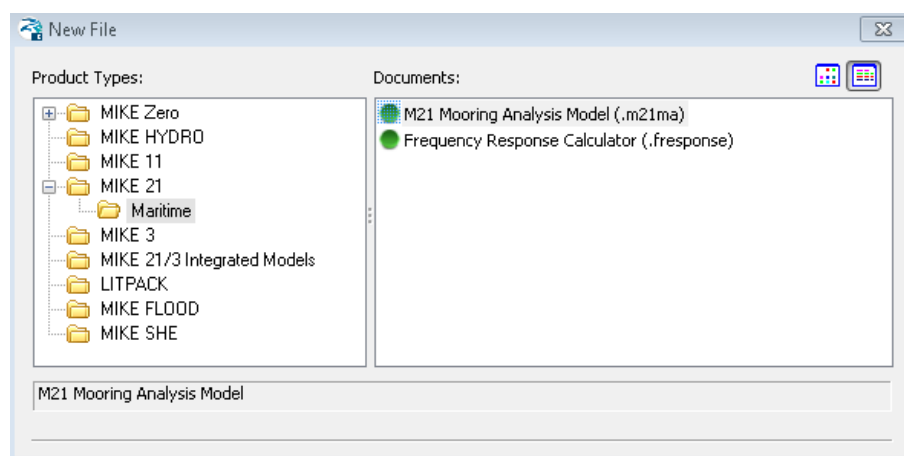 New File
Product Types:
Documents:
MIKE Zero
MIKE HYDRO
MIKE 11
MIKE 21
Maritime
MIKE 3
MIKE 21/3 Integrated Models
LITPACK
MIKE FLOOD
MIKE SHE
M21 Mooring Analysis Model (.m21ma)
Frequency Response Calculator (.fresponse)
M21 Mooring Analysis Model